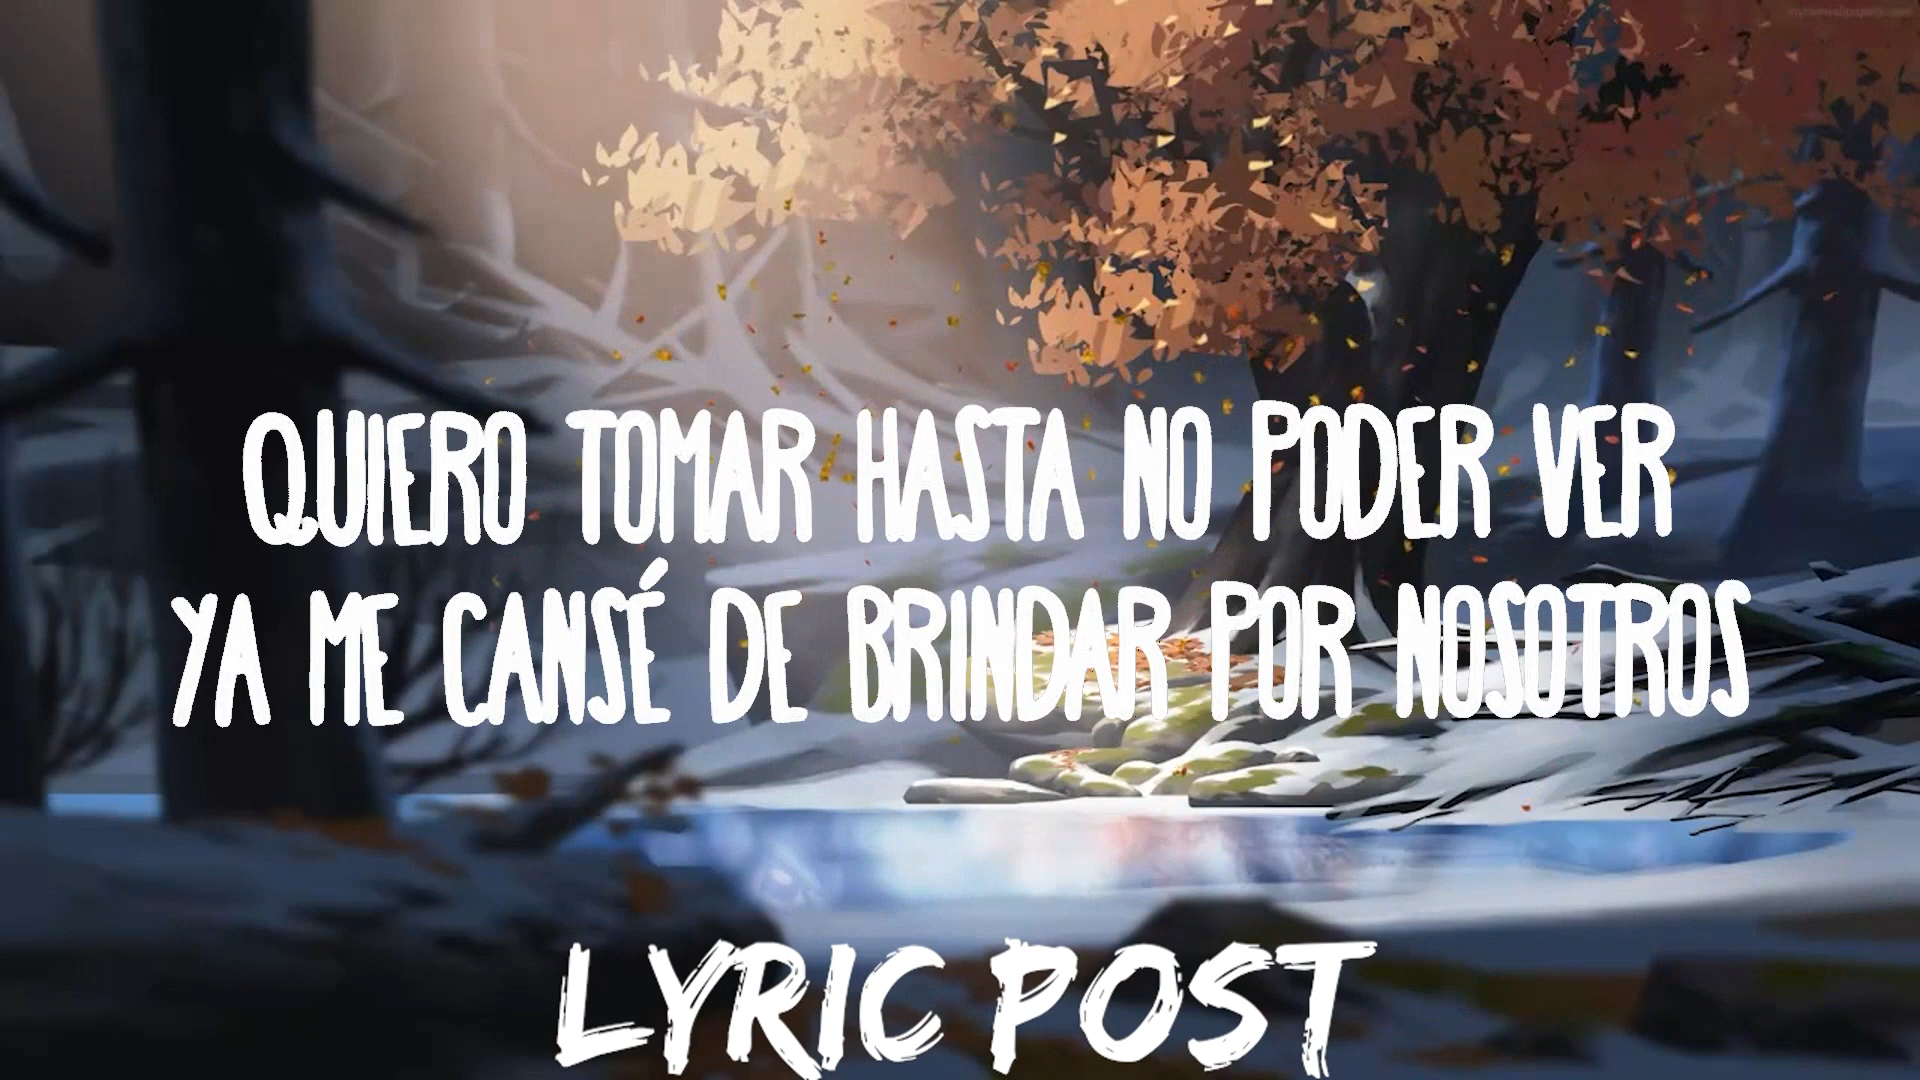 QUIERO TOMAR HASTA NO PODER VER
YA ME CANSÉ DE BRINDAR POR NOSOTROS
LYRIC POST